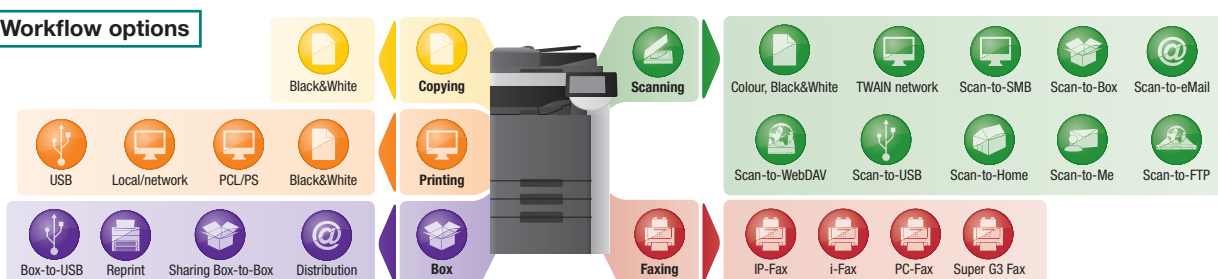 Workflow options
Black&White
Copying
Scanning
Colour, Black&White
TWAIN network
Scan-to-SMB
Scan-to-Box
Scan-to-eMail
USB
Local/network
PCL/PS
Black&White
Printing
Scan-to-WebDAV
Scan-to-USB
Scan-to-Home
Scan-to-Me
Scan-to-FTP
Box-to-USB
Reprint
Sharing Box-to-Box
Distribution
Box
Faxing
IP-Fax
i-Fax
PC-Fax
Super G3 Fax